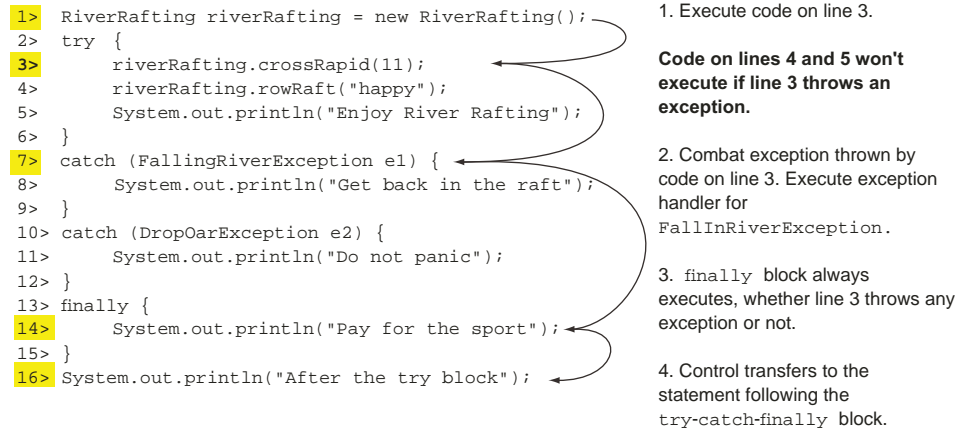 1> RiverRafting riverRafting = new RiverRafting();
2> try {
3> riverRafting.crossRapid(11);
4> riverRafting.rowRaft("happy");
5> System.out.println("Enjoy River Rafting");
6> }
7> catch (FallingRiverException e1) {
8> System.out.println("Get back in the raft");
9> }
10> catch (DropOarException e2) {
11> System.out.println("Do not panic");
12> }
13> finally {
14> System.out.println("Pay for the sport");
15> }
16> System.out.println("After the try block");
1. Execute code on line 3.
Code on lines 4 and 5 won't
execute if line 3 throws an
exception.
2. Combat exception thrown by
code on line 3. Execute exception
handler for
FallInRiverException.
3. finally block always
executes, whether line 3 throws any
exception or not.
4. Control transfers to the
statement following the
try-catch-finally block.